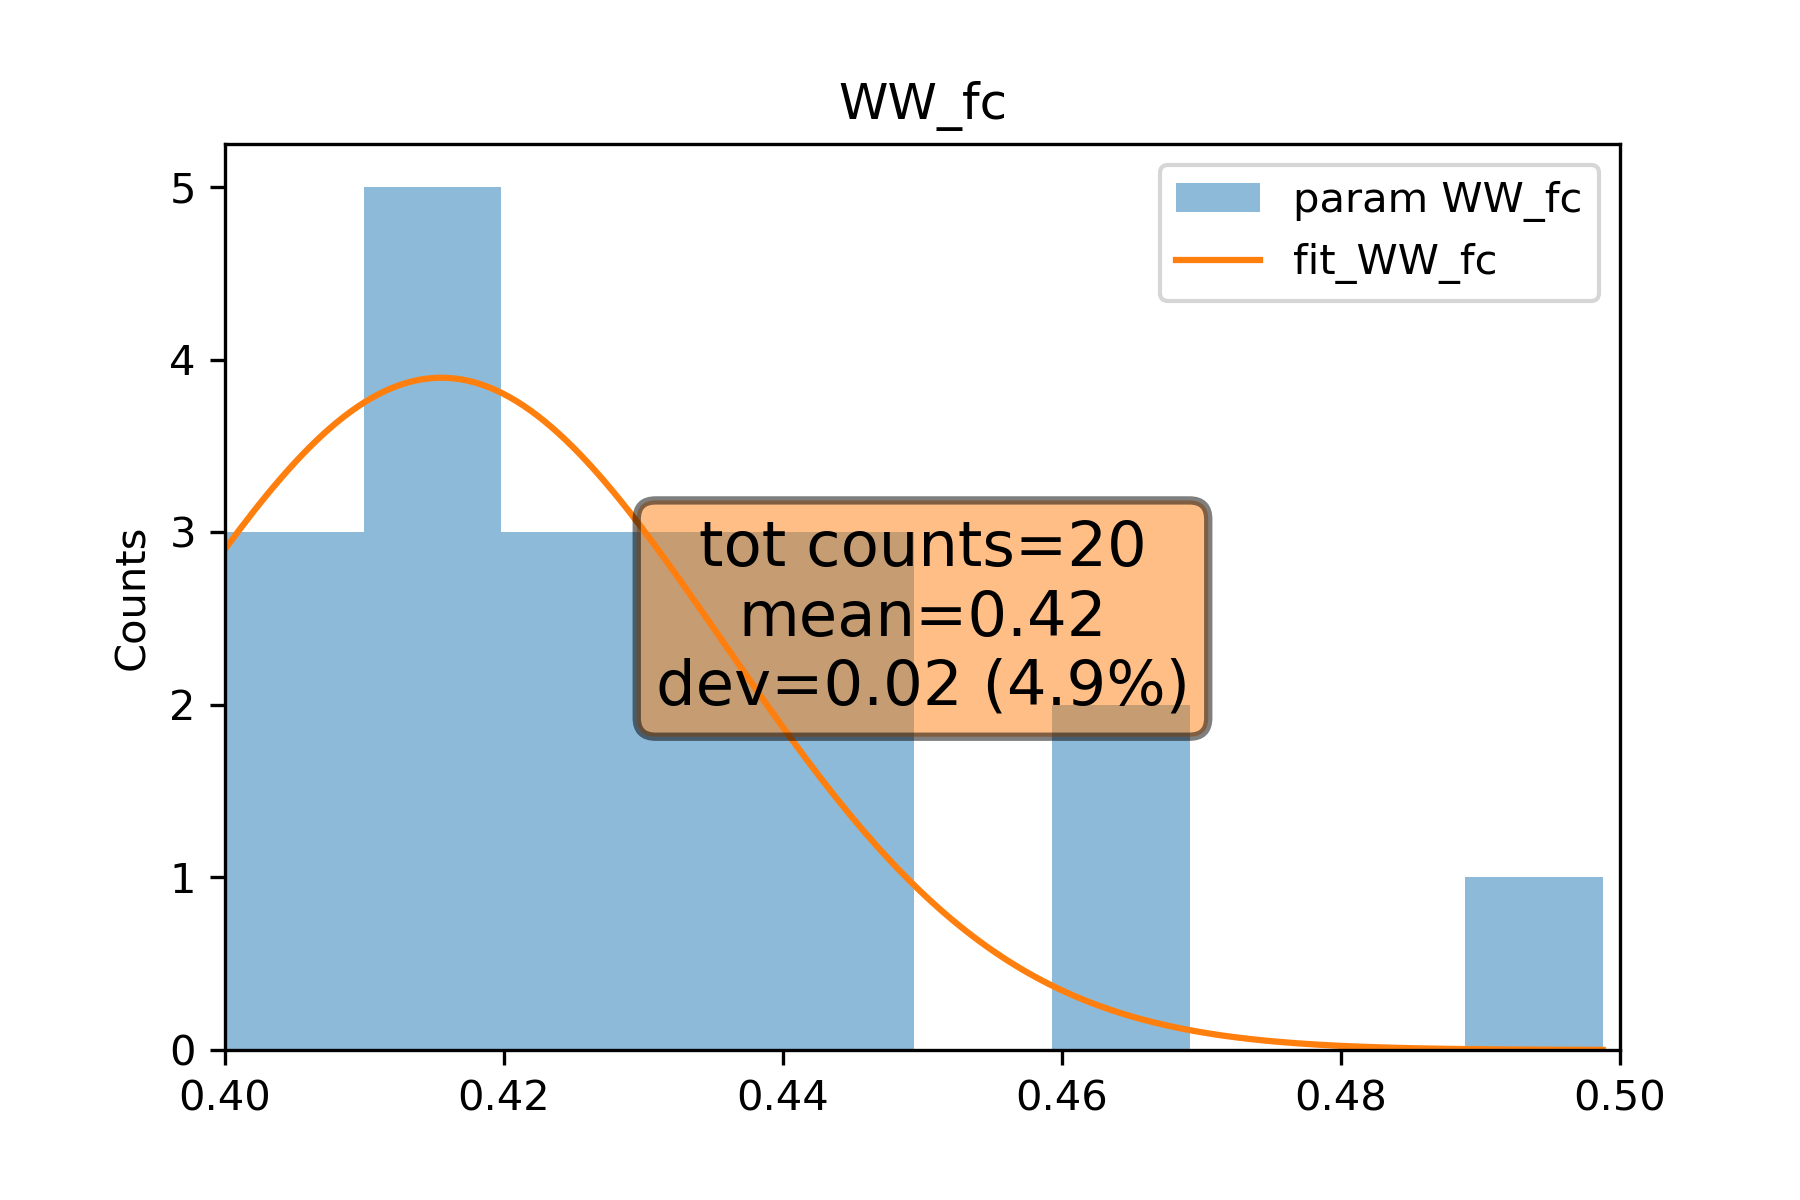 WW_fc
param WW_fc
fit_WW_fc
5
4
3
2
1
0
Counts
tot counts=20
mean=0.42
dev=0.02 (4.9%)
0.40 0.42 0.44 0.46 0.48 0.50